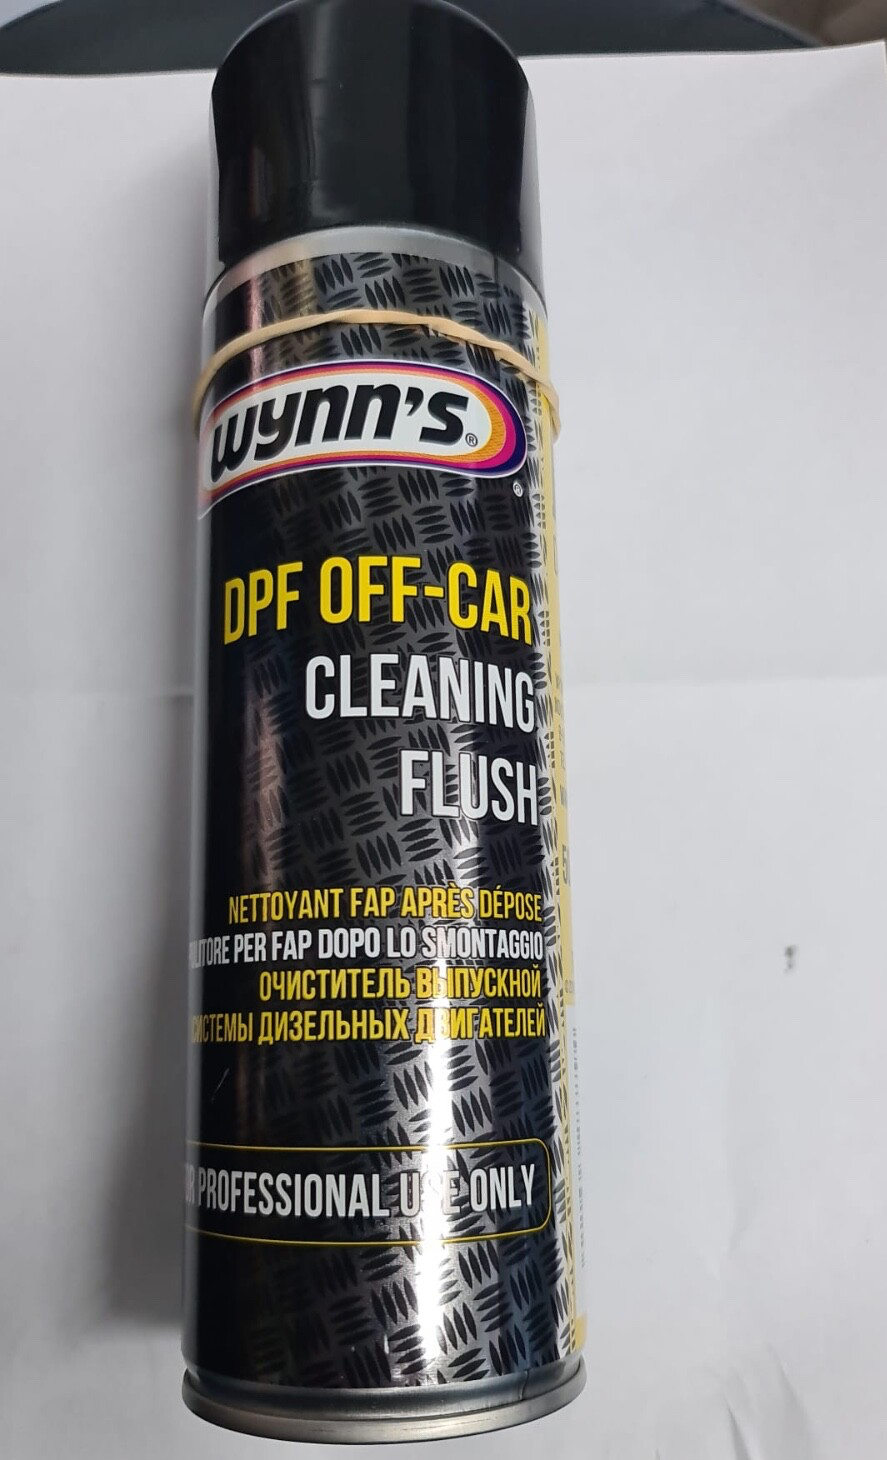 wynn's®
®
DPF OFF-CAR
CLEANING
FLUSH
NETTOYANT FAP APRÈS DÉPOSE
PER FAP DOPO LO SMONTAGGIO
ОЧИСТИТЕЛЬ ВЫПУСКНОЙ
СИСТЕМЫ ДИЗЕЛЬНЫХ ДВИГАТЕЛЕЙ
PROFESSIONAL USE ONLY